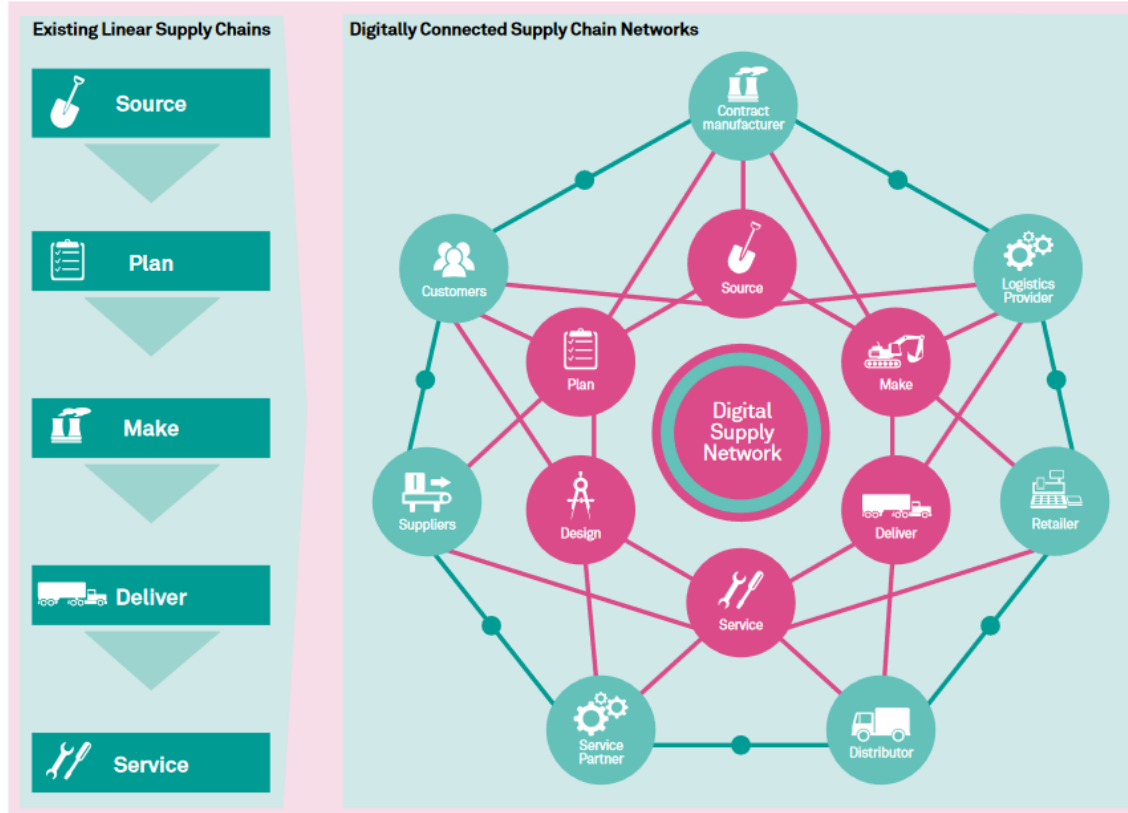 Existing Linear Supply Chains
Source
Plan
Make
Deliver
Service
Digitally Connected Supply Chain Networks
Contract
manufacturer
Customers
Source
Logistics
Provider
Plan
Make
Digital
Supply
Network
Suppliers
Design
Deliver
Retailer
Service
Service
Partner
Distributor